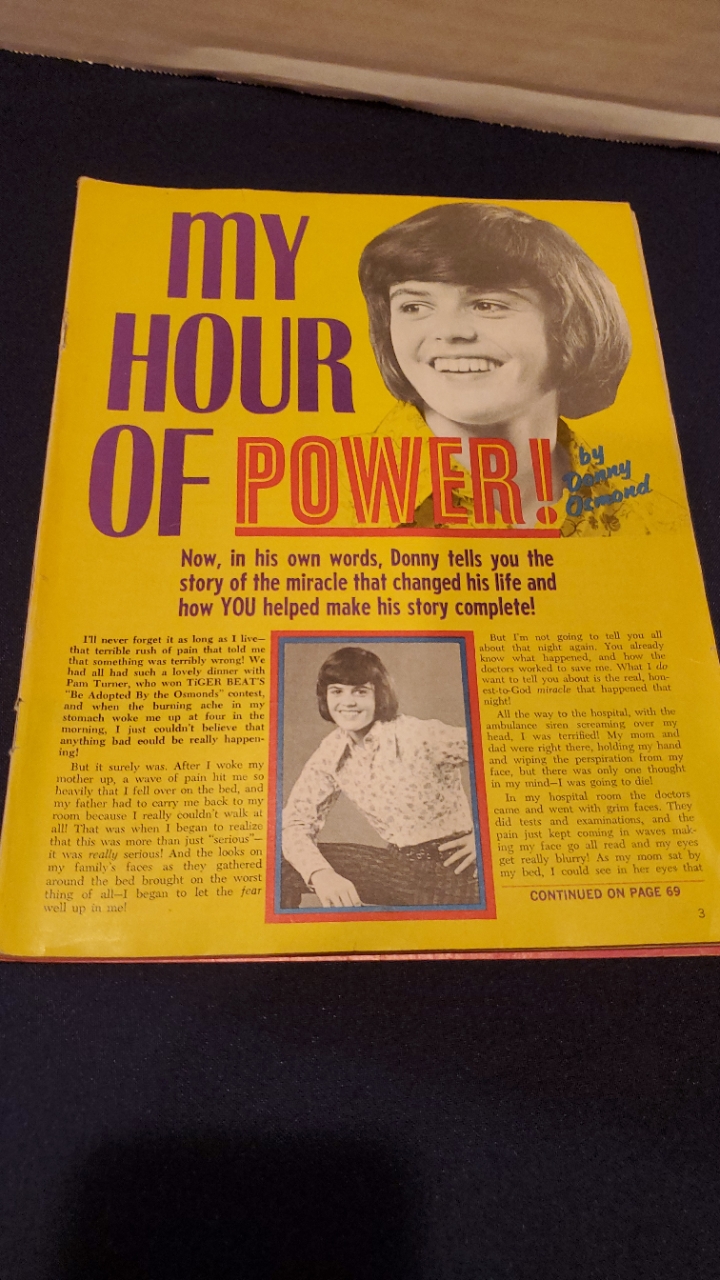 MY
HOUR
OF POWER!
by
Donny
Osmond
Now, in his own words, Donny tells you the
story of the miracle that changed his life and
how YOU helped make his story complete!
I'll never forget it as long as I live—
that terrible rush of pain that told me
that something was terribly wrong! We
had all had such a lovely dinner with
Pam Turner, who won TiGER BEAT'S
"Be Adopted By the Osmonds" contest,
and when the burning ache in my
stomach woke me up at four in the
morning, I just couldn't believe that
anything bad could be really happen-
ing!
But it surely was. After I woke my
mother up, a wave of pain hit me so
heavily that I fell over on the bed, and
my father had to carry me back to my
room because I really couldn't walk at
all! That was when I began to realize
that this was more than just "serious"—
it was really serious! And the looks on
my family's faces as they gathered
around the bed brought on the worst
thing of all—I began to let the fear
well up in me!
But I'm not going to tell you all
about that night again. You already
know what happened, and how the
doctors worked to save me. What I do
want to tell you about is the real, hon-
est-to-God miracle that happened that
night!
All the way to the hospital, with the
ambulance siren screaming over my
head, I was terrified! My mom and
dad were right there, holding my hand
and wiping the perspiration from my
face, but there was only one thought
in my mind—I was going to die!
In my hospital room the doctors
came and went with grim faces. They
did tests and examinations, and the
pain just kept coming in waves mak-
ing my face go all read and my eyes
get really blurry! As my mom sat by
my bed, I could see in her eyes that
CONTINUED ON PAGE 69
3